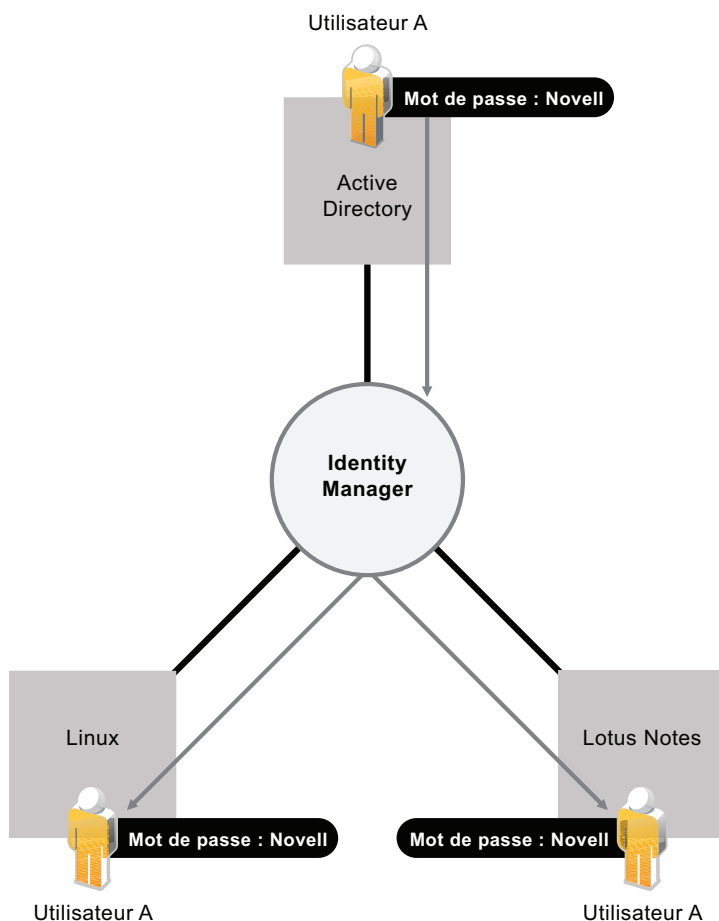 Utilisateur A
Mot de passe : Novell
Active
Directory
Identity
Manager
Linux
Lotus Notes
Mot de passe : Novell
Mot de passe : Novell
Utilisateur A
Utilisateur A